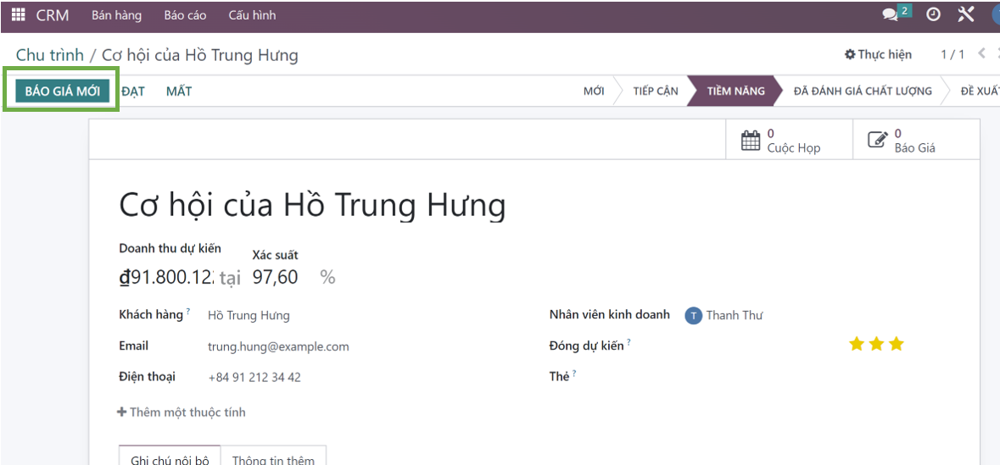 CRM Bán hàng Báo cáo Cấu hình 2
Chu trình / Cơ hội của Hồ Trung Hưng Thực hiện 1 / 1
BÁO GIÁ MỚI ĐẠT MẤT MỚI TIẾP CẬN TIỀM NĂNG ĐÃ ĐÁNH GIÁ CHẤT LƯỢNG ĐỀ XUẤT
0 0
Cuộc Họp Báo Giá
Cơ hội của Hồ Trung Hưng
Doanh thu dự kiến Xác suất
₫91.800.12 tại 97,60 %
Khách hàng ? Hồ Trung Hưng Nhân viên kinh doanh T Thanh Thư
Email trung.hung@example.com Đóng dự kiến ?
Điện thoại +84 91 212 34 42 Thẻ ?
Thêm một thuộc tính
Ghi chú nội bộ Thông tin thêm